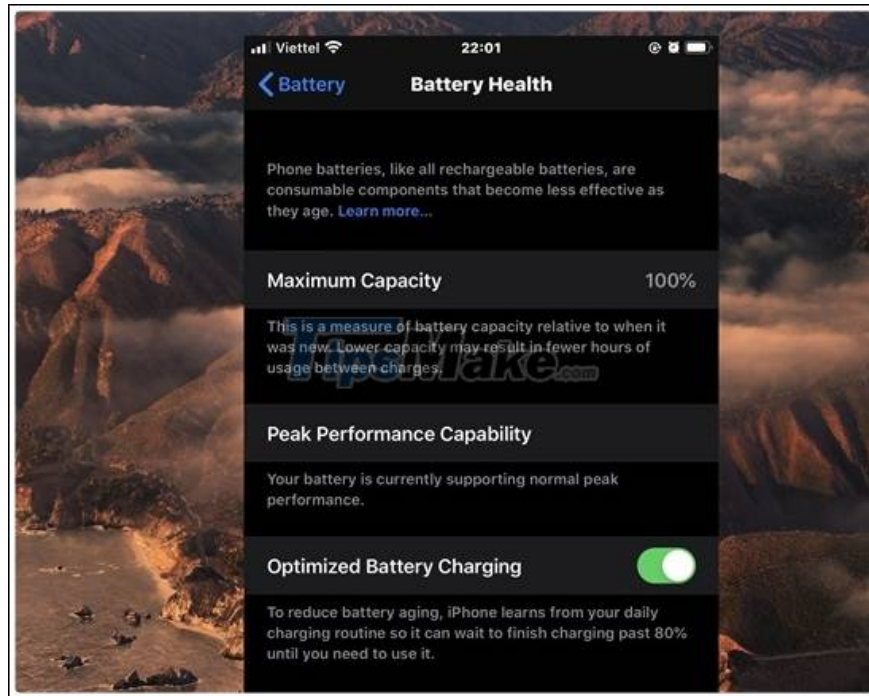 Viettel
22:01
Battery
Battery Health
Phone batteries, like all rechargeable batteries, are
consumable components that become less effective as
they age. Learn more...
Maximum Capacity 100%
This is a measure of battery capacity relative to when it
was new. Lower capacity may result in fewer hours of
usage between charges.
TipsMake.com
Peak Performance Capability
Your battery is currently supporting normal peak
performance.
Optimized Battery Charging
To reduce battery aging, iPhone learns from your daily
charging routine so it can wait to finish charging past 80%
until you need to use it.